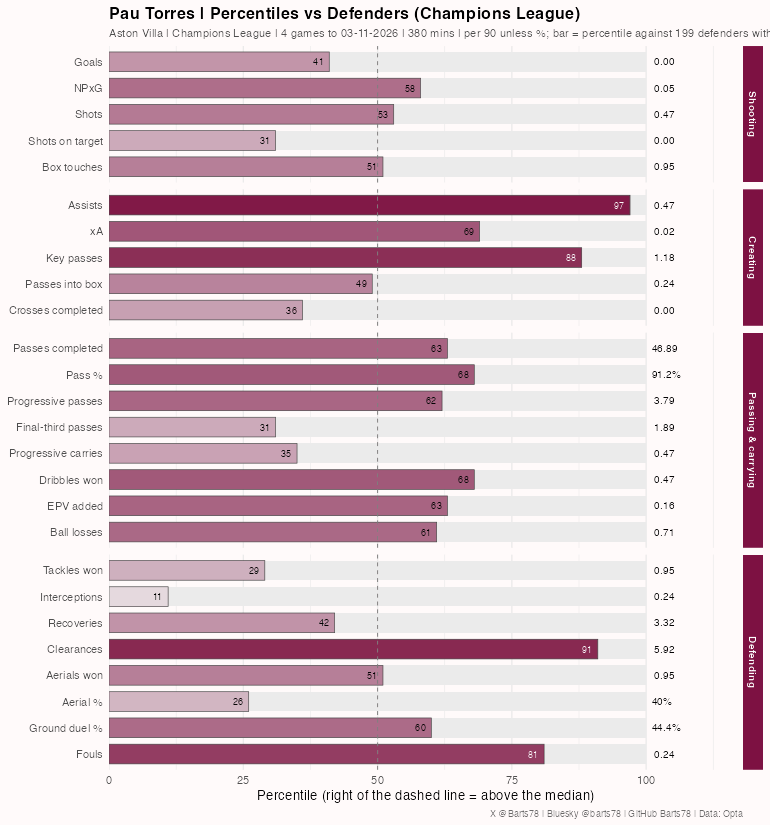 Pau Torres | Percentiles vs Defenders (Champions League)
Aston Villa | Champions League | 4 games to 03-11-2026 | 380 mins | per 90 unless %; bar = percentile against 199 defenders with
Goals 41 0.00
NPxG 58 0.05
Shots 53 0.47
Shots on target 31 0.00
Box touches 51 0.95
Shooting
Assists 97 0.47
xA 69 0.02
Key passes 88 1.18
Passes into box 49 0.24
Crosses completed 36 0.00
Creating
Passes completed 63 46.89
Pass % 68 91.2%
Progressive passes 62 3.79
Final-third passes 31 1.89
Progressive carries 35 0.47
Dribbles won 68 0.47
EPV added 63 0.16
Ball losses 61 0.71
Passing & carrying
Tackles won 29 0.95
Interceptions 11 0.24
Recoveries 42 3.32
Clearances 91 5.92
Aerials won 51 0.95
Aerial % 26 40%
Ground duel % 60 44.4%
Fouls 81 0.24
Defending
0 25 50 75 100
Percentile (right of the dashed line = above the median)
X @Barts78 | Bluesky @barts78 | GitHub Barts78 | Data: Opta